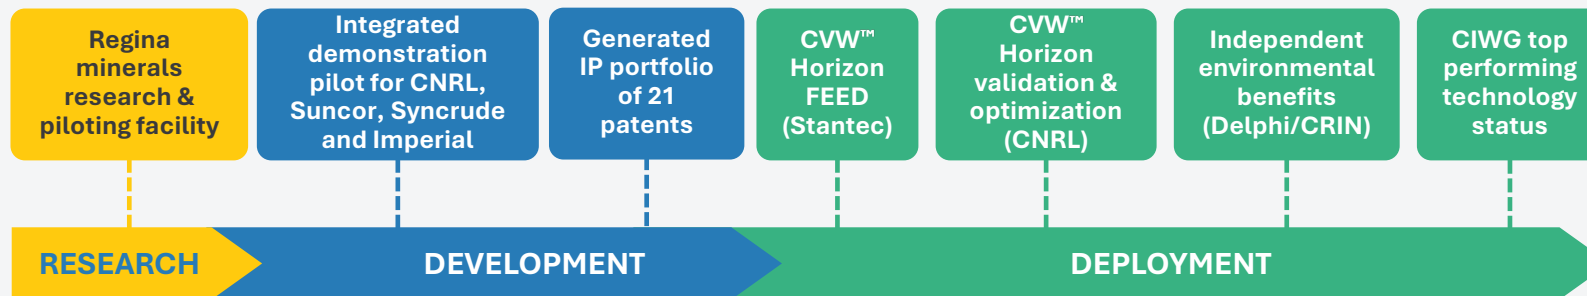 Regina
minerals
research &
piloting facility
Integrated
demonstration
pilot for CNRL,
Suncor, Syncrude
and Imperial
Generated
IP portfolio
of 21
patents
CVW™
Horizon
FEED
(Stantec)
CVW™
Horizon
validation &
optimization
(CNRL)
Independent
environmental
benefits
(Delphi/CRIN)
CIWG top
performing
technology
status
RESEARCH
DEVELOPMENT
DEPLOYMENT